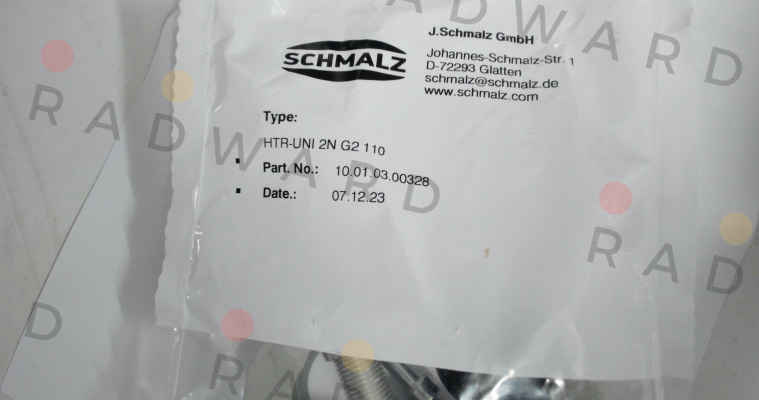 J.Schmalz GmbH
SCHMALZ
Johannes-Schmalz-Str. 1
D-72293 Glatten
schmalz@schmalz.de
www.schmalz.com
Type:
HTR-UNI 2N G2 110
Part. No.: 10.01.03.00328
Date.: 07.12.23
RADWARD
RADWARD
RAD
D
RADWARD